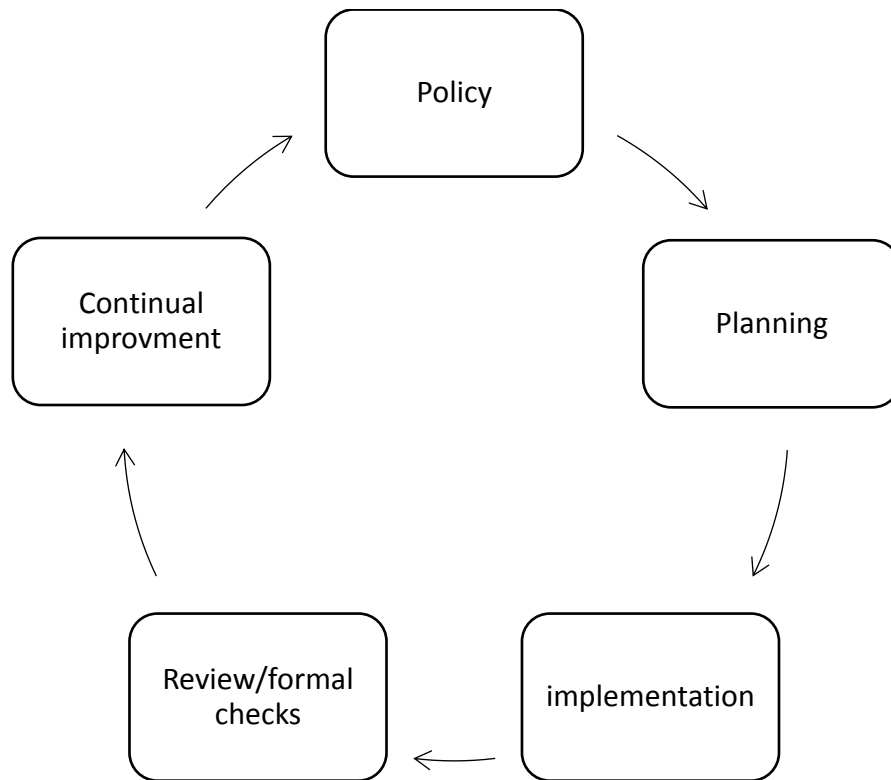 Policy
Planning
implementation
Review/formal
checks
Continual
improvment